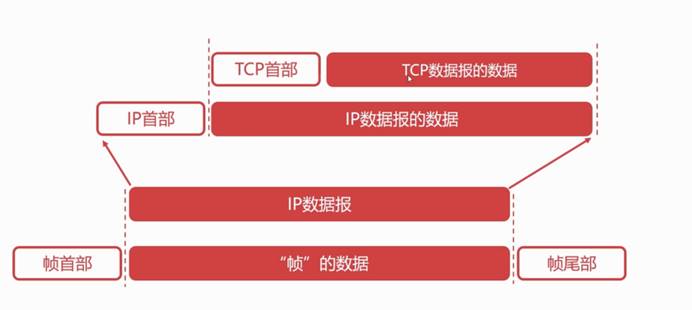 TCP首部
TCP数据报的数据
IP首部
IP数据报的数据
IP数据报
帧首部
“帧”的数据
帧尾部